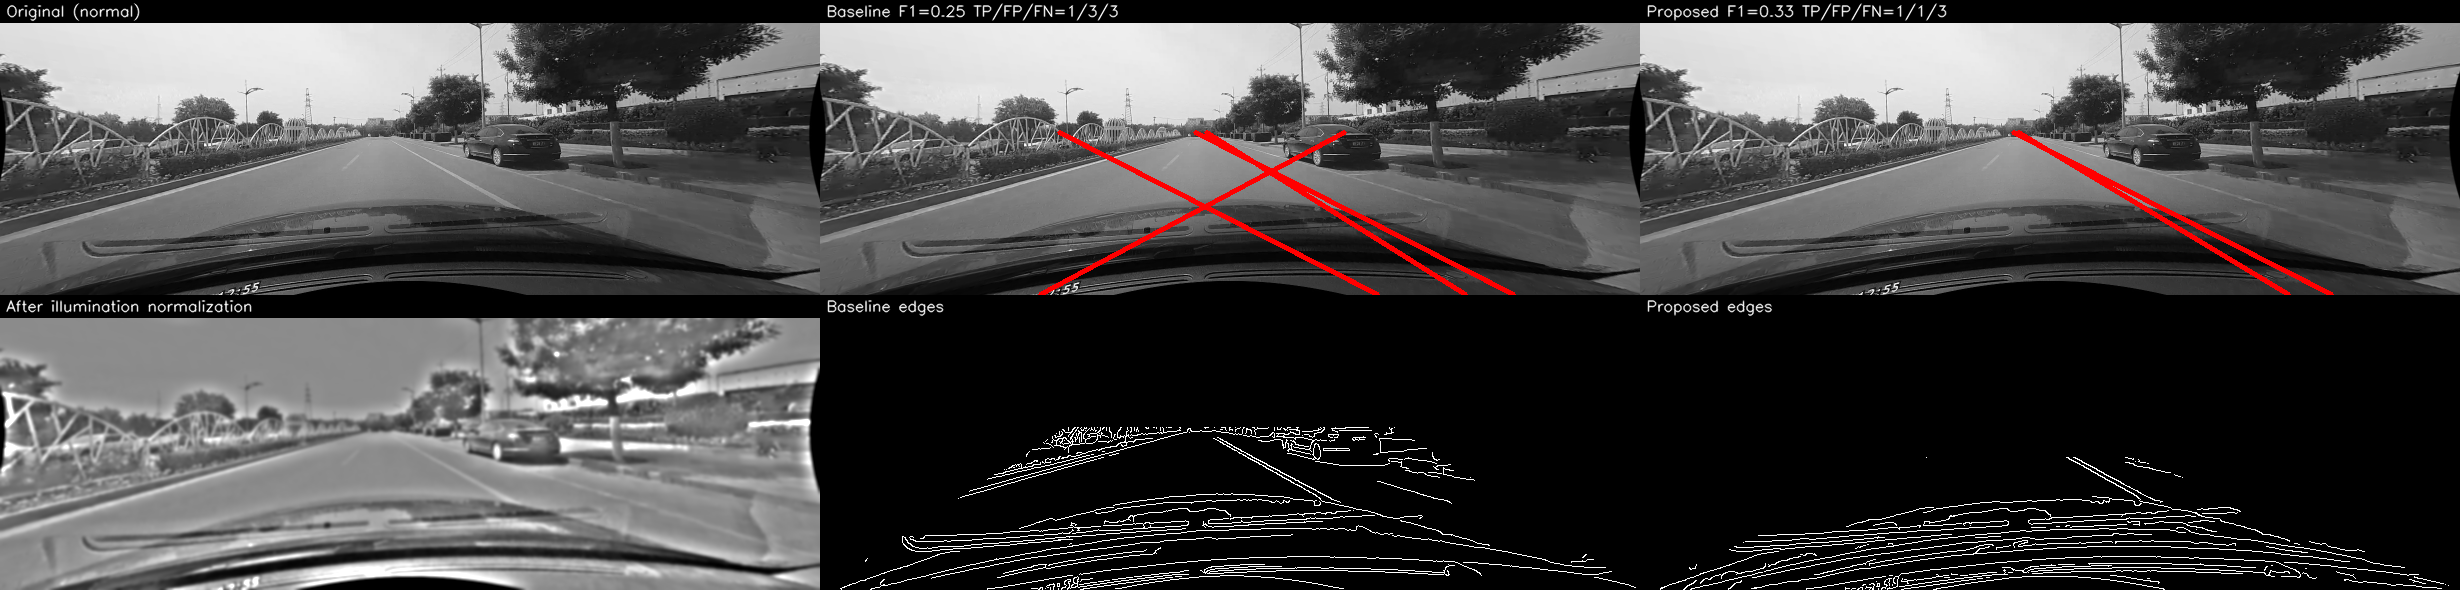 Original (normal)
Baseline F1=0.25 TP/FP/FN=1/3/3
Proposed F1=0.33 TP/FP/FN=1/1/3
:55
After illumination normalization
Baseline edges
Proposed edges